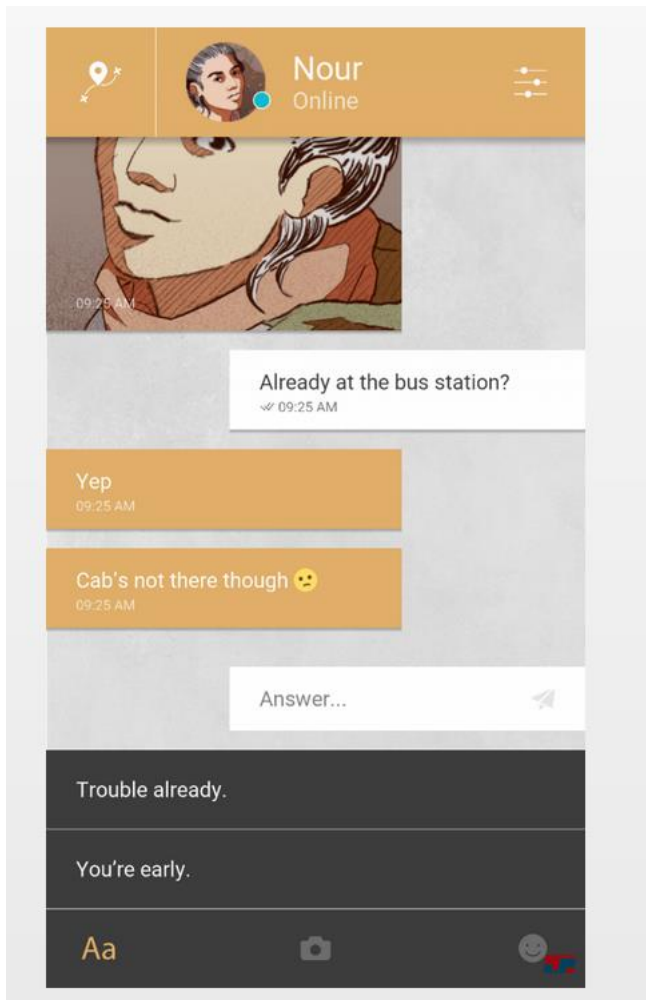 Nour
Online
09:25 AM
Already at the bus station?
09:25 AM
Yep
09:25 AM
Cab's not there though 🫤
09:25 AM
Answer...
Trouble already.
You're early.
Aa